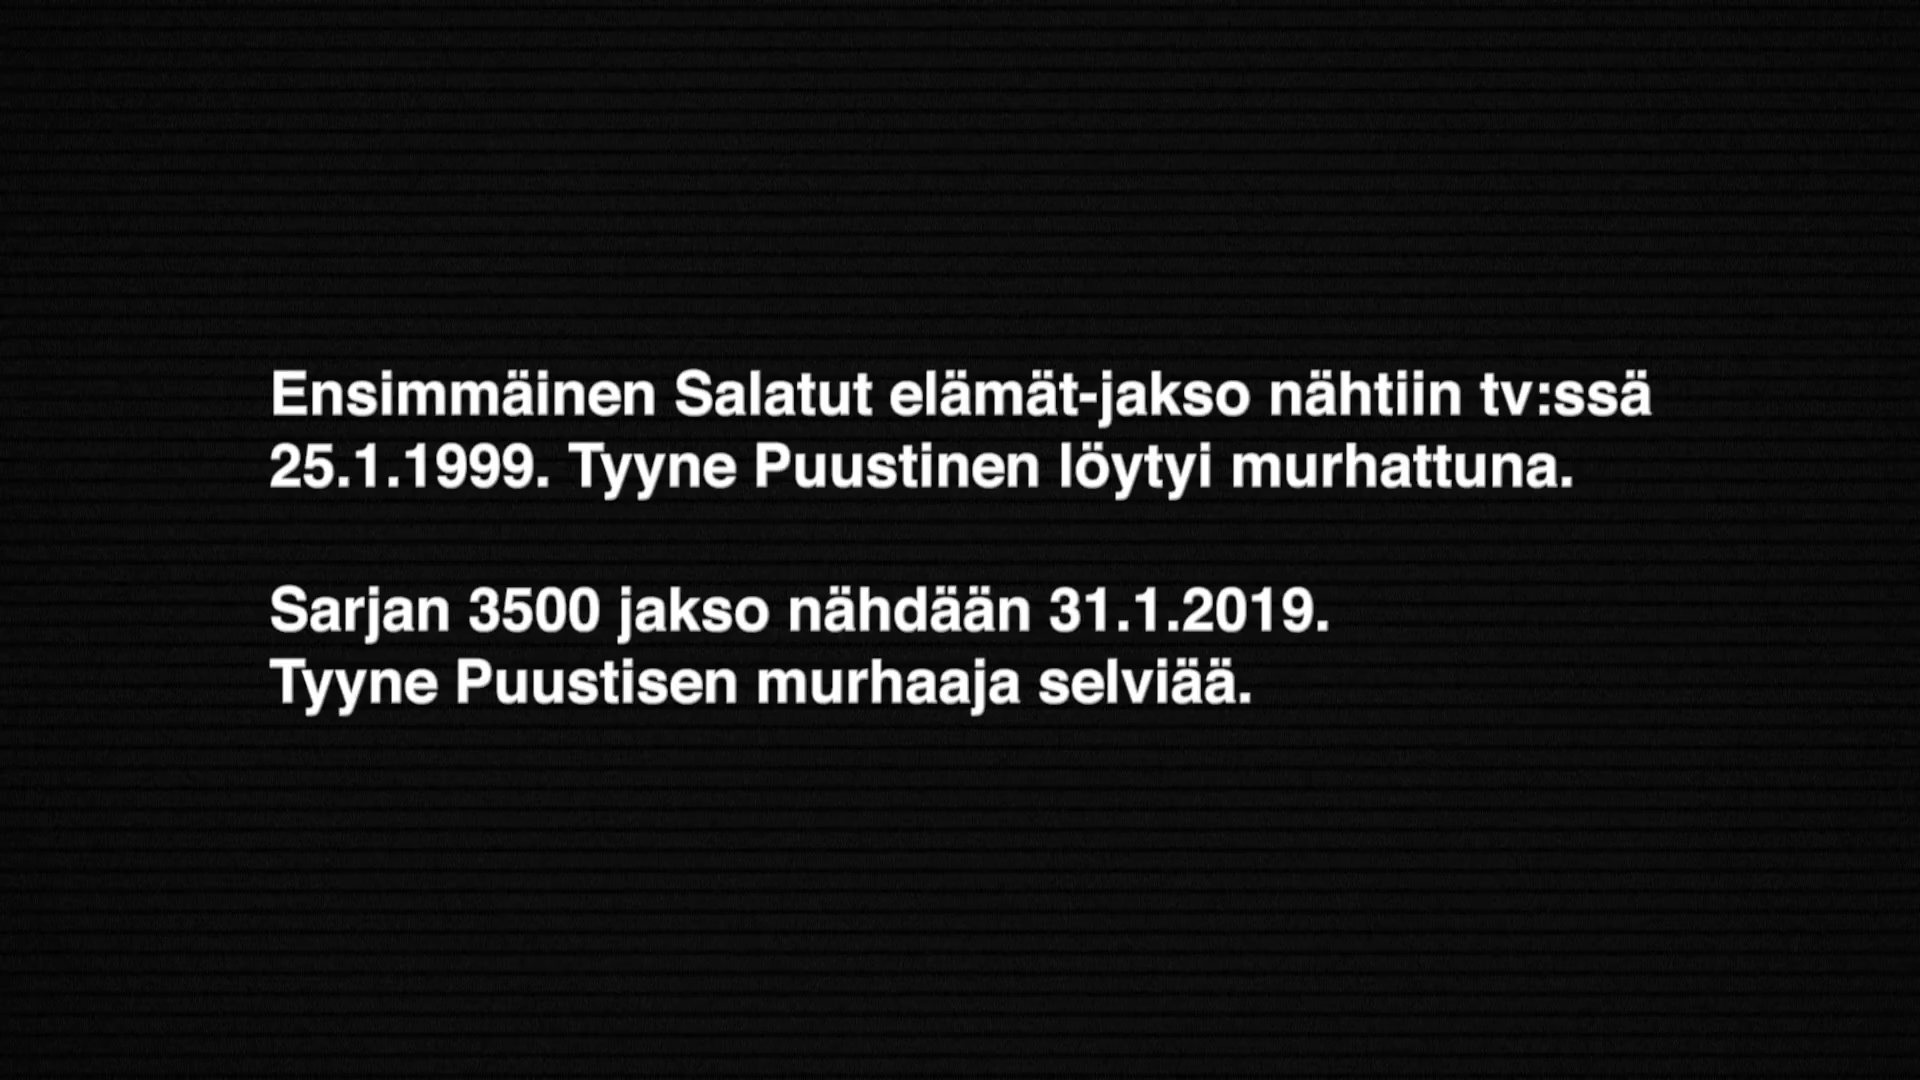 Ensimmäinen Salatut elämät-jakso nähtiin tv:ssä
25.1.1999. Tyyne Puustinen löytyi murhattuna.
Sarjan 3500 jakso nähdään 31.1.2019.
Tyyne Puustisen murhaaja selviää.